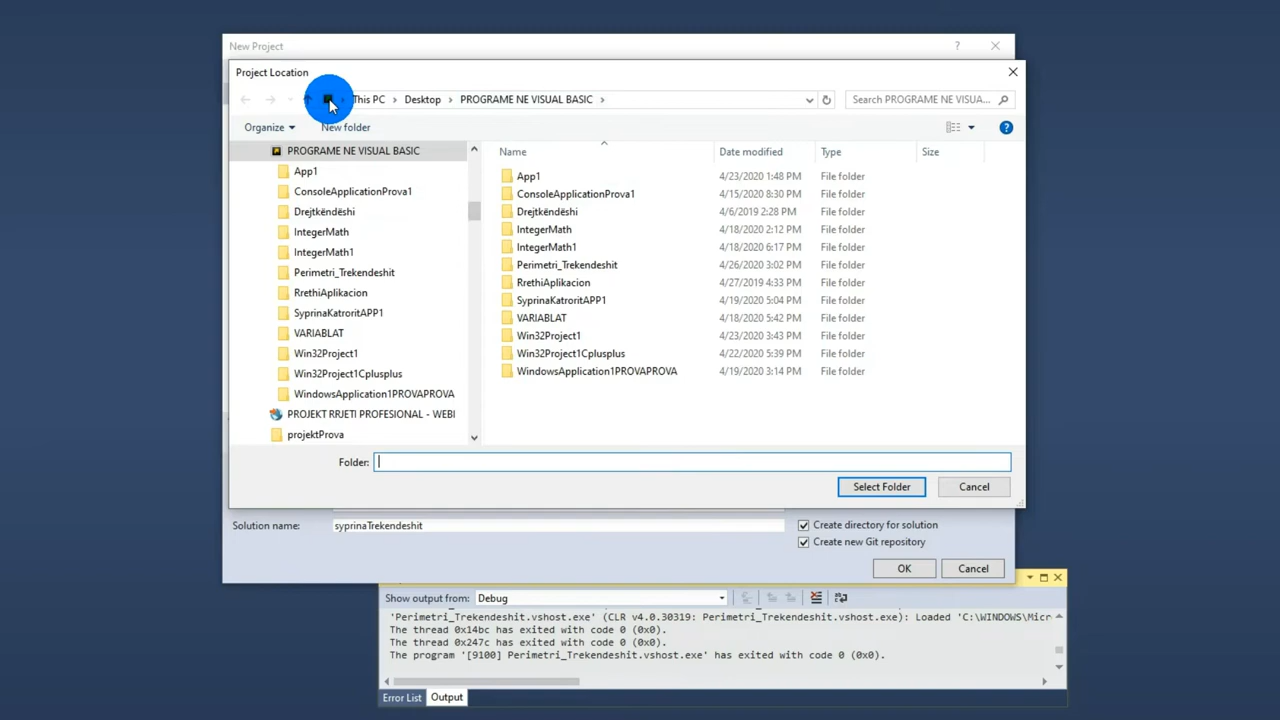 New Project
Project Location
This PC > Desktop > PROGRAME NE VISUAL BASIC >
Search PROGRAME NE VISUA...
Organize
New folder
PROGRAME NE VISUAL BASIC
App1
ConsoleApplicationProva1
Drejtkëndëshi
IntegerMath
IntegerMath1
Perimetri_Trekendeshit
RrethiAplikacion
SyprinaKatroritAPP1
VARIABLAT
Win32Project1
Win32Project1Cplusplus
WindowsApplication1PROVAPROVA
PROJEKT RRJETI PROFESIONAL - WEBI
projektProva
Name Date modified Type Size
App1 4/23/2020 1:48 PM File folder
ConsoleApplicationProva1 4/15/2020 8:30 PM File folder
Drejtkëndëshi 4/6/2019 2:28 PM File folder
IntegerMath 4/18/2020 2:12 PM File folder
IntegerMath1 4/18/2020 6:17 PM File folder
Perimetri_Trekendeshit 4/26/2020 3:02 PM File folder
RrethiAplikacion 4/27/2019 4:33 PM File folder
SyprinaKatroritAPP1 4/19/2020 5:04 PM File folder
VARIABLAT 4/18/2020 5:42 PM File folder
Win32Project1 4/23/2020 3:43 PM File folder
Win32Project1Cplusplus 4/22/2020 5:39 PM File folder
WindowsApplication1PROVAPROVA 4/19/2020 3:14 PM File folder
Folder:
Select Folder
Cancel
Solution name: syprinaTrekendeshit
Create directory for solution
Create new Git repository
OK
Cancel
Show output from: Debug
'Perimetri_Trekendeshit.vshost.exe' (CLR v4.0.30319: Perimetri_Trekendeshit.vshost.exe): Loaded 'C:\WINDOWS\Micr
The thread 0x14bc has exited with code 0 (0x0).
The thread 0x247c has exited with code 0 (0x0).
The program '[9100] Perimetri_Trekendeshit.vshost.exe' has exited with code 0 (0x0).
Error List
Output